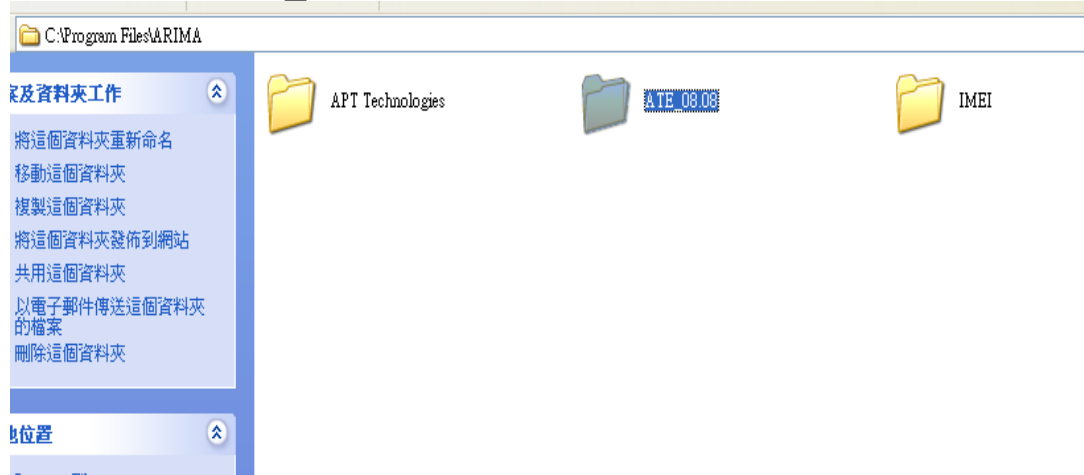 C:\Program Files\ARIMA
案及資料夾工作
將這個資料夾重新命名
移動這個資料夾
複製這個資料夾
將這個資料夾發佈到網站
共用這個資料夾
以電子郵件傳送這個資料夾
的檔案
刪除這個資料夾
位置
APT Technologies
ATE_0808
IMEI